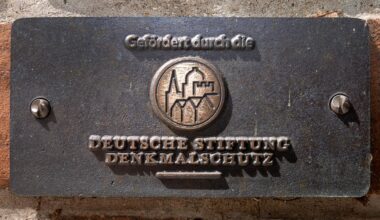 Gefördert durch die
DEUTSCHE STIFTUNG
DENKMALSCHUTZ